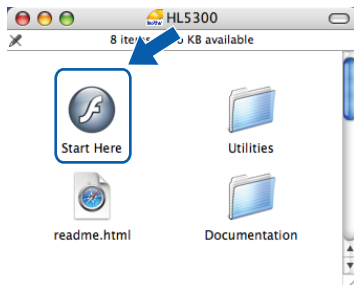 HL5300
8 items KB available
Start Here
Utilities
readme.html
Documentation